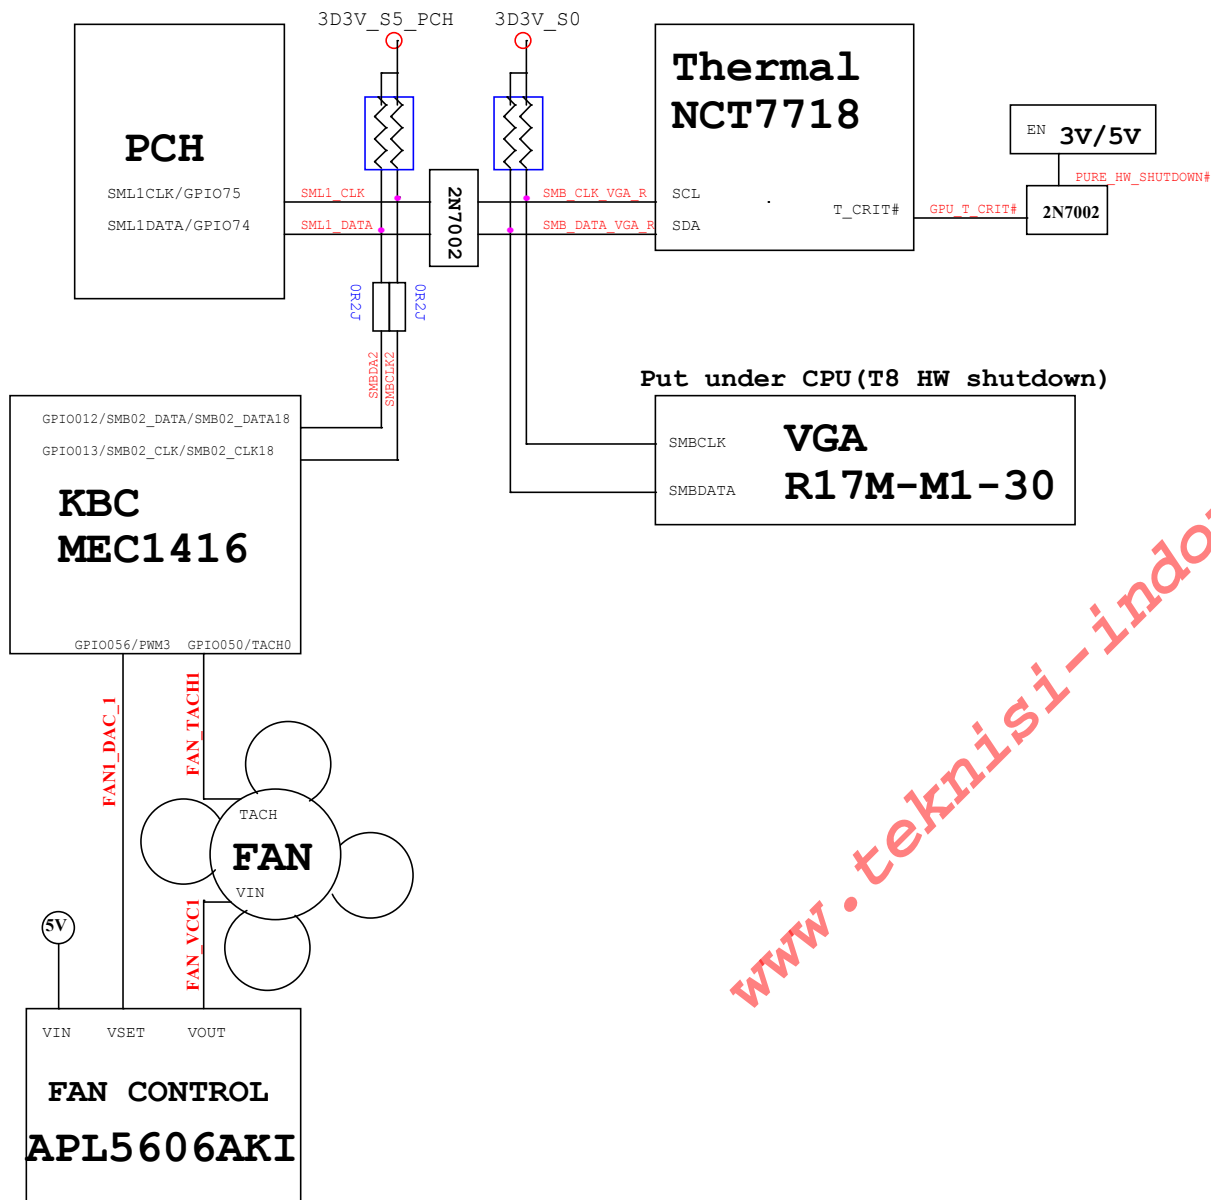 3D3V_S5_PCH
3D3V_S0
Thermal
NCT7718
PCH
EN 3V/5V
SML1CLK/GPIO75
SML1_CLK
2N7002
SMB_CLK_VGA_R
SCL
PURE_HW_SHUTDOWN#
T_CRIT#
GPU_T_CRIT#
2N7002
SML1DATA/GPIO74
SML1_DATA
SMB_DATA_VGA_R
SDA
0R2J
0R2J
SMBDA2
SMBCLK2
Put under CPU(T8 HW shutdown)
GPIO012/SMB02_DATA/SMB02_DATA18
GPIO013/SMB02_CLK/SMB02_CLK18
SMBCLK
VGA
SMBDATA
R17M-M1-30
KBC
MEC1416
GPIO056/PWM3
GPIO050/TACH0
FAN1_DAC_1
FAN_TACH1
TACH
FAN
VIN
FAN_VCC1
5V
VIN
VSET
VOUT
FAN CONTROL
APL5606AKI
www.teknisi-indo